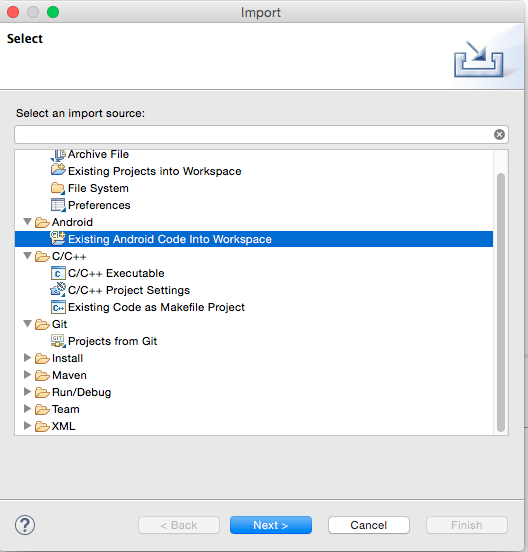 Import
Select
Select an import source:
Archive File
Existing Projects into Workspace
File System
Preferences
Android
Existing Android Code Into Workspace
C/C++
C/C++ Executable
C/C++ Project Settings
Existing Code as Makefile Project
Git
Projects from Git
Install
Maven
Run/Debug
Team
XML
? < Back Next > Cancel Finish